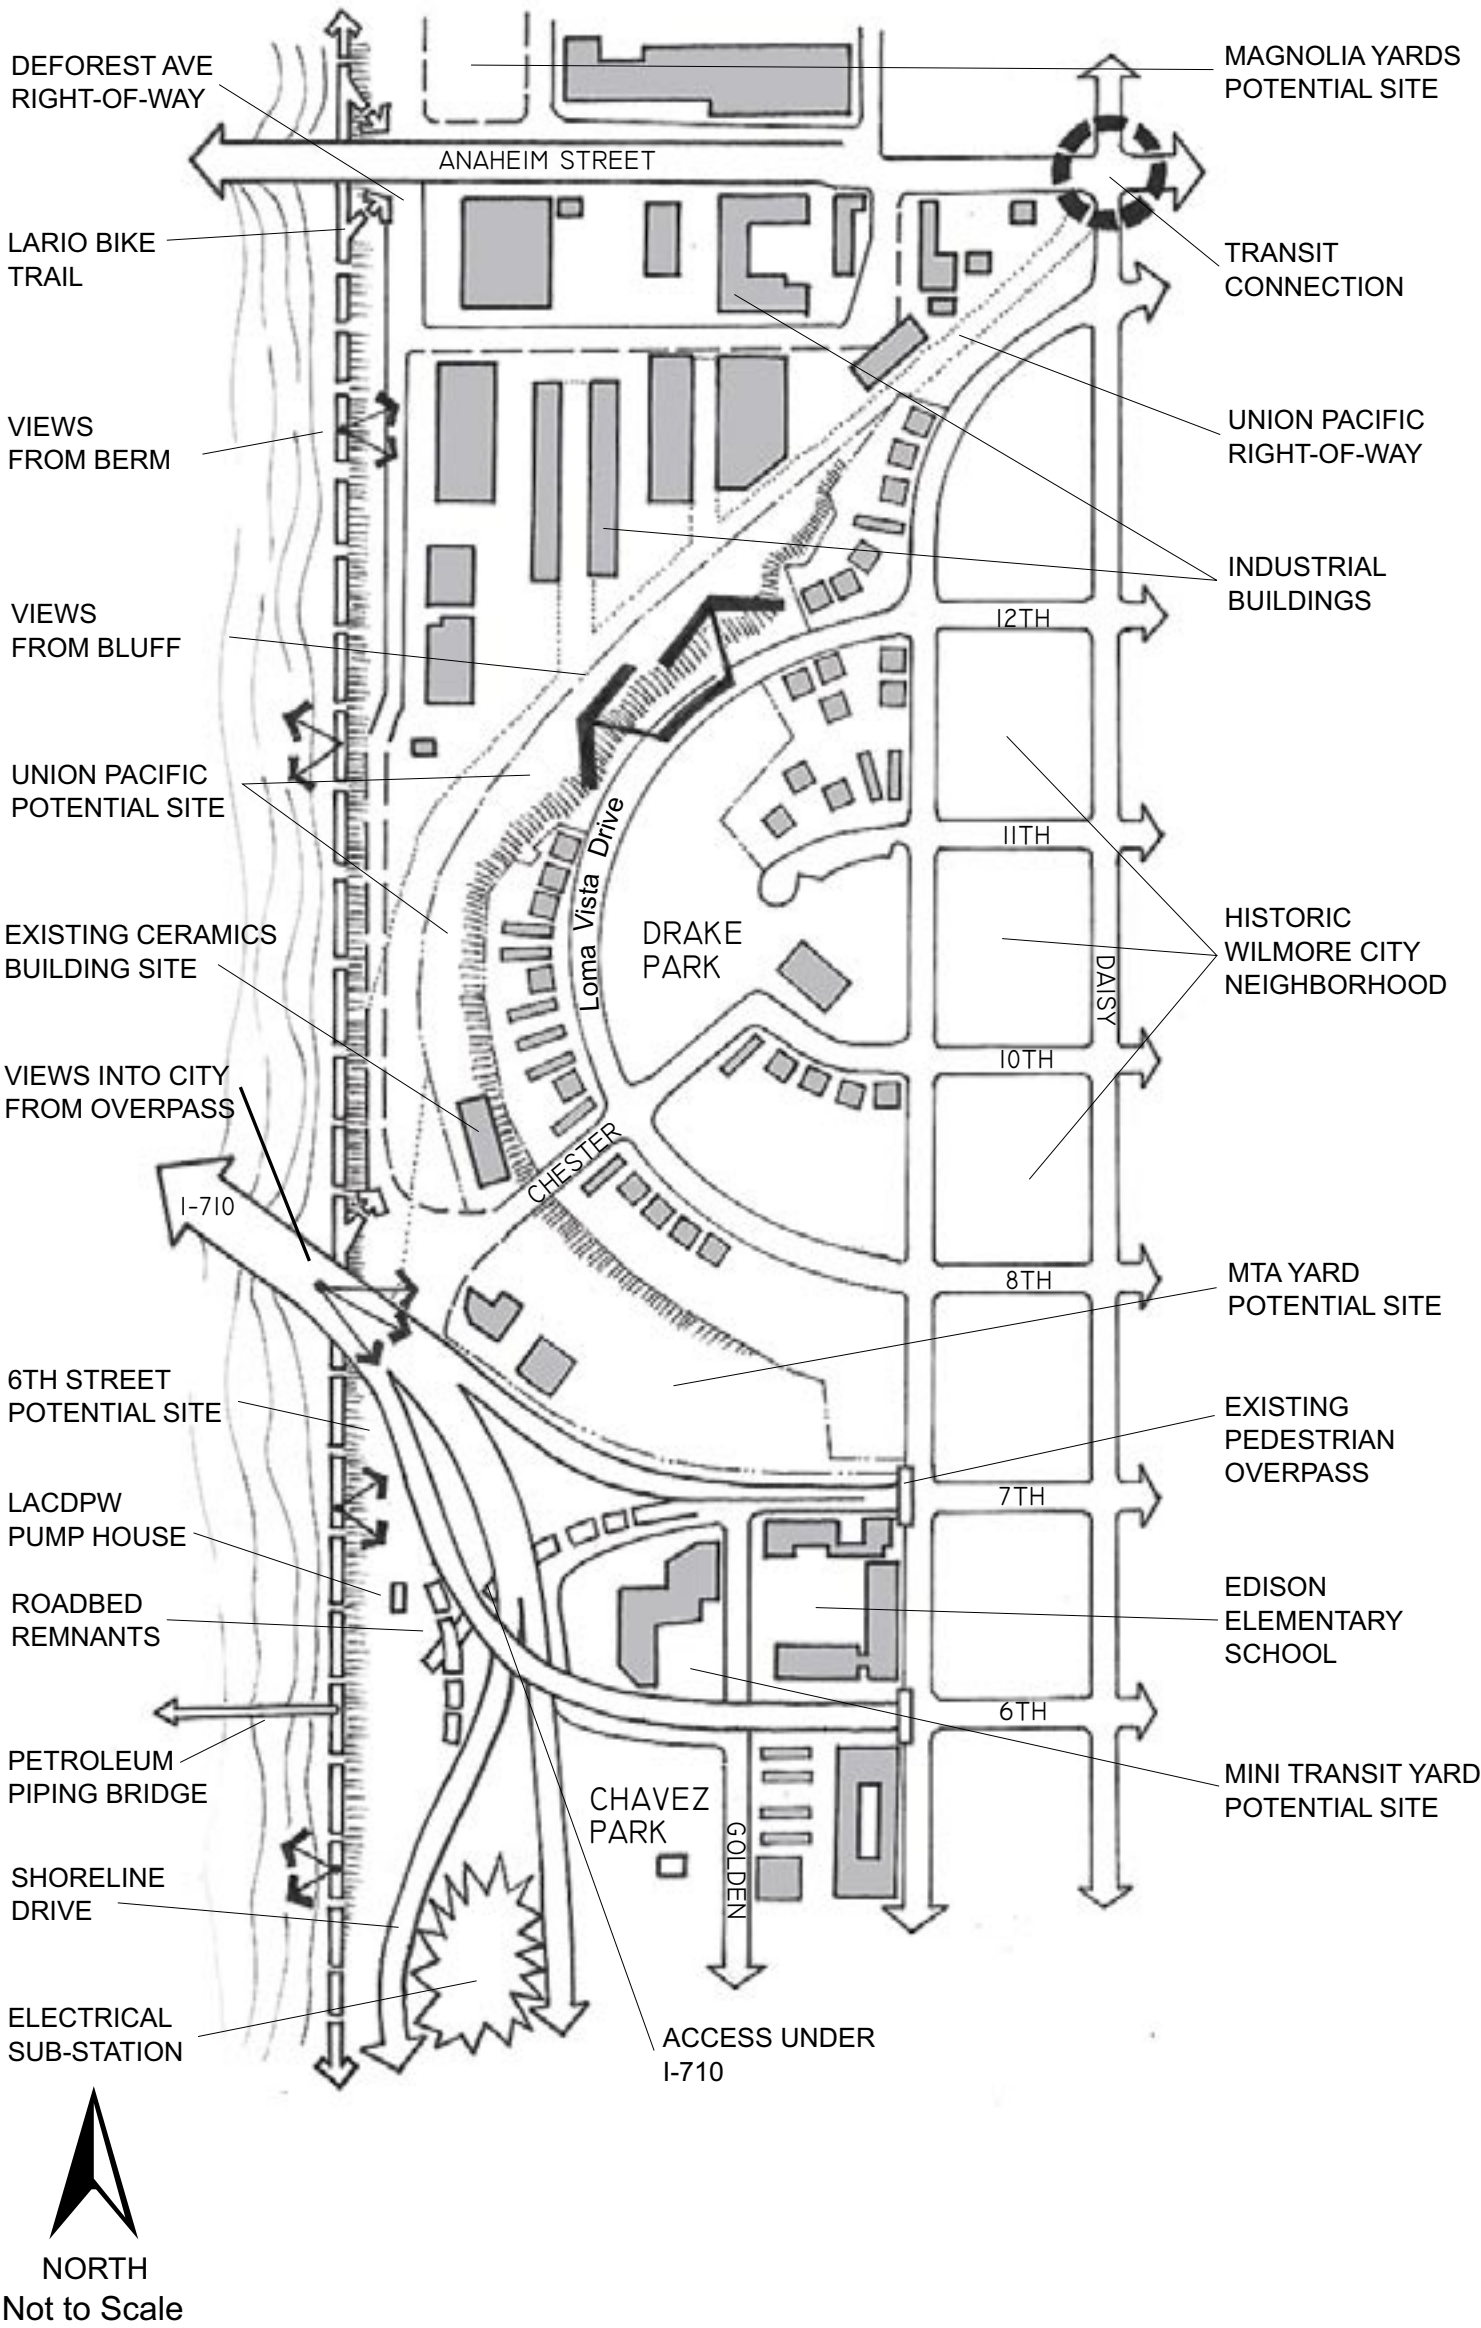 DEFOREST AVE
RIGHT-OF-WAY
MAGNOLIA YARDS
POTENTIAL SITE
ANAHEIM STREET
LARIO BIKE
TRAIL
TRANSIT
CONNECTION
VIEWS
FROM BERM
UNION PACIFIC
RIGHT-OF-WAY
INDUSTRIAL
BUILDINGS
VIEWS
FROM BLUFF
12TH
UNION PACIFIC
POTENTIAL SITE
Loma Vista Drive
11TH
EXISTING CERAMICS
BUILDING SITE
DRAKE
PARK
DAISY
HISTORIC
WILMORE CITY
NEIGHBORHOOD
10TH
VIEWS INTO CITY
FROM OVERPASS
CHESTER
I-710
8TH
MTA YARD
POTENTIAL SITE
6TH STREET
POTENTIAL SITE
EXISTING
PEDESTRIAN
OVERPASS
7TH
LACDPW
PUMP HOUSE
ROADBED
REMNANTS
EDISON
ELEMENTARY
SCHOOL
6TH
PETROLEUM
PIPING BRIDGE
MINI TRANSIT YARD
POTENTIAL SITE
CHAVEZ
PARK
GOLDEN
SHORELINE
DRIVE
ELECTRICAL
SUB-STATION
ACCESS UNDER
I-710
NORTH
Not to Scale